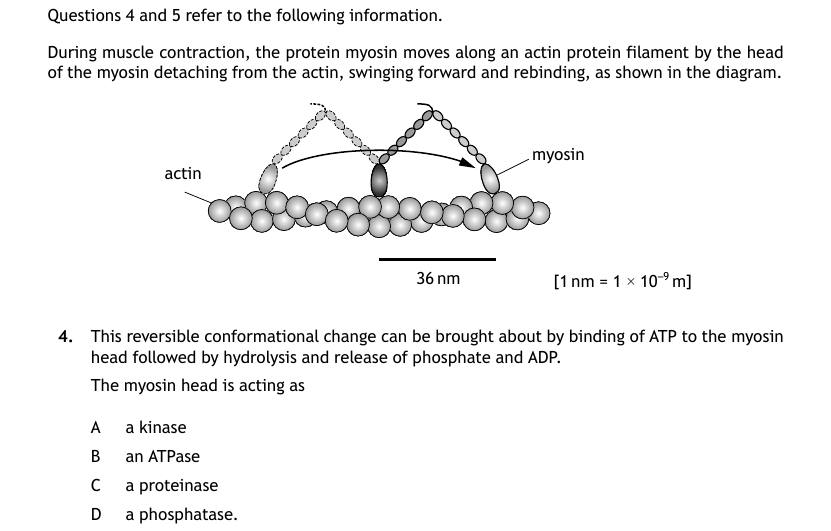 Questions 4 and 5 refer to the following information.
During muscle contraction, the protein myosin moves along an actin protein filament by the head
of the myosin detaching from the actin, swinging forward and rebinding, as shown in the diagram.
myosin
actin
36 nm
[1 nm = 1 × 10⁻⁹ m]
4. This reversible conformational change can be brought about by binding of ATP to the myosin
head followed by hydrolysis and release of phosphate and ADP.
The myosin head is acting as
A a kinase
B an ATPase
C a proteinase
D a phosphatase.